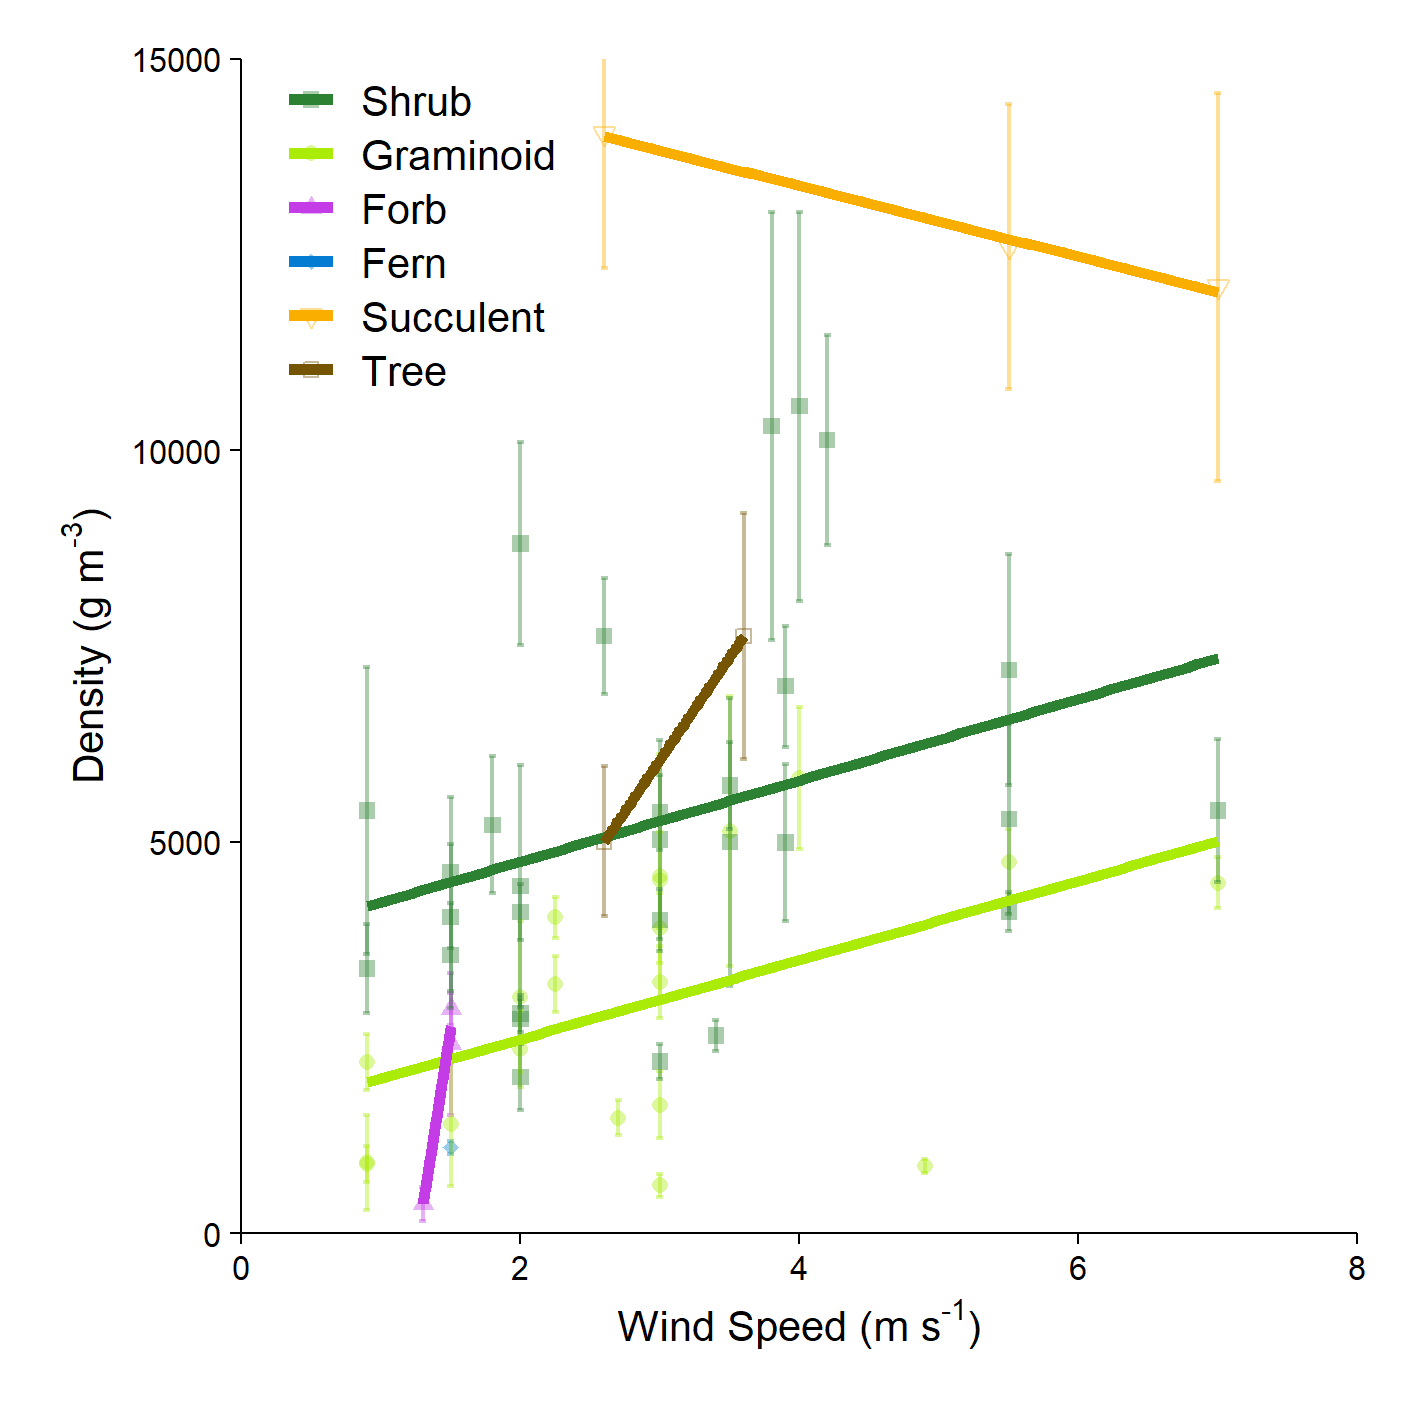 15000
10000
5000
0
Density (g m-3)
Shrub
Graminoid
Forb
Fern
Succulent
Tree
0 2 4 6 8
Wind Speed (m s-1)